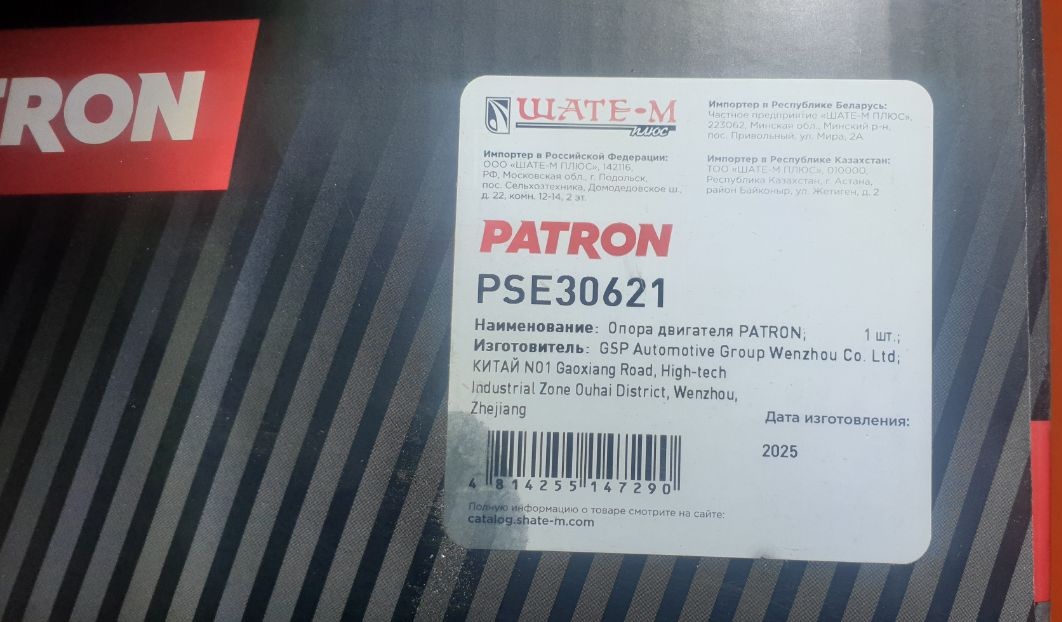 TRON
ШАТЕ-М
плюс
Импортер в Республике Беларусь:
Частное предприятие «ШАТЕ-М ПЛЮС»,
223062, Минская обл., Минский р-н,
пос. Привольный, ул. Мира, 2А
Импортер в Российской Федерации:
ООО «ШАТЕ-М ПЛЮС», 142116,
РФ, Московская обл., г. Подольск,
пос. Сельхозтехника, Домодедовское ш.,
д. 22, комн. 12-14, 2 эт.
Импортер в Республике Казахстан:
ТОО «ШАТЕ-М ПЛЮС», 010000,
Республика Казахстан, г. Астана,
район Байконыр, ул. Жетиген, д. 2
PATRON
PSE30621
Наименование: Опора двигателя PATRON; 1 шт.;
Изготовитель: GSP Automotive Group Wenzhou Co. Ltd;
КИТАЙ NO1 Gaoxiang Road, High-tech
Industrial Zone Ouhai District, Wenzhou,
Zhejiang
Дата изготовления:
2025
4 814255 147290
Полную информацию о товаре смотрите на сайте:
catalog.shate-m.com